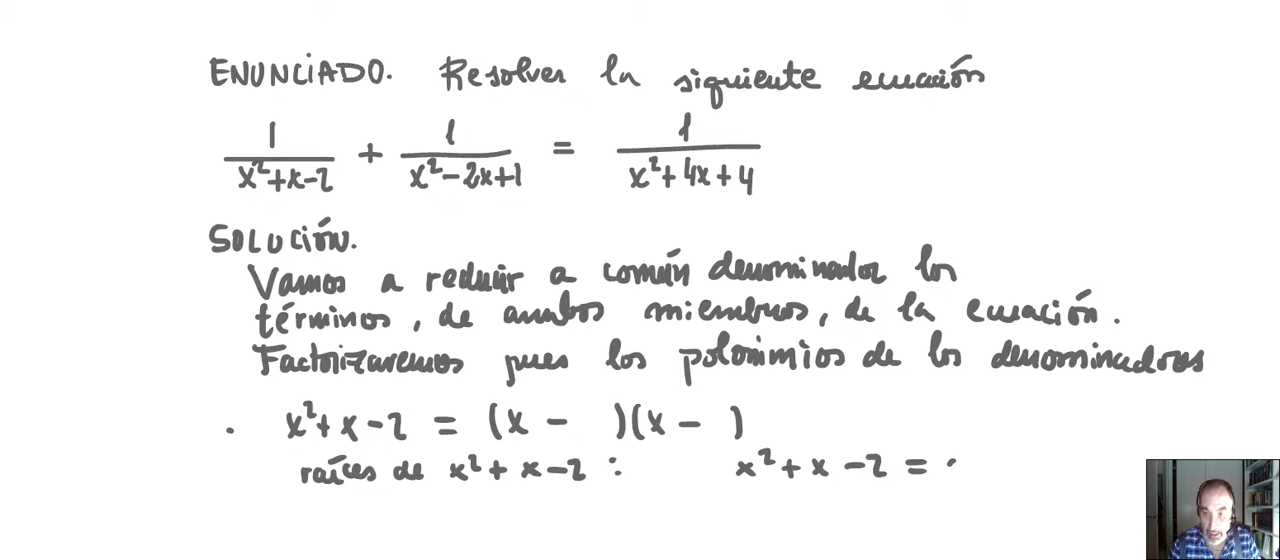 ENUNCIADO. Resolver la siguiente ecuación
1/(x²+x-2) + 1/(x²-2x+1) = 1/(x²+4x+4)
SOLUCIÓN.
Vamos a reducir a común denominador los
términos, de ambos miembros, de la ecuación.
Factorizaremos pues los polinimios de los denominadores
. x²+x-2 = (x -   )(x -   )
raíces de x²+x-2 : x²+x-2 =